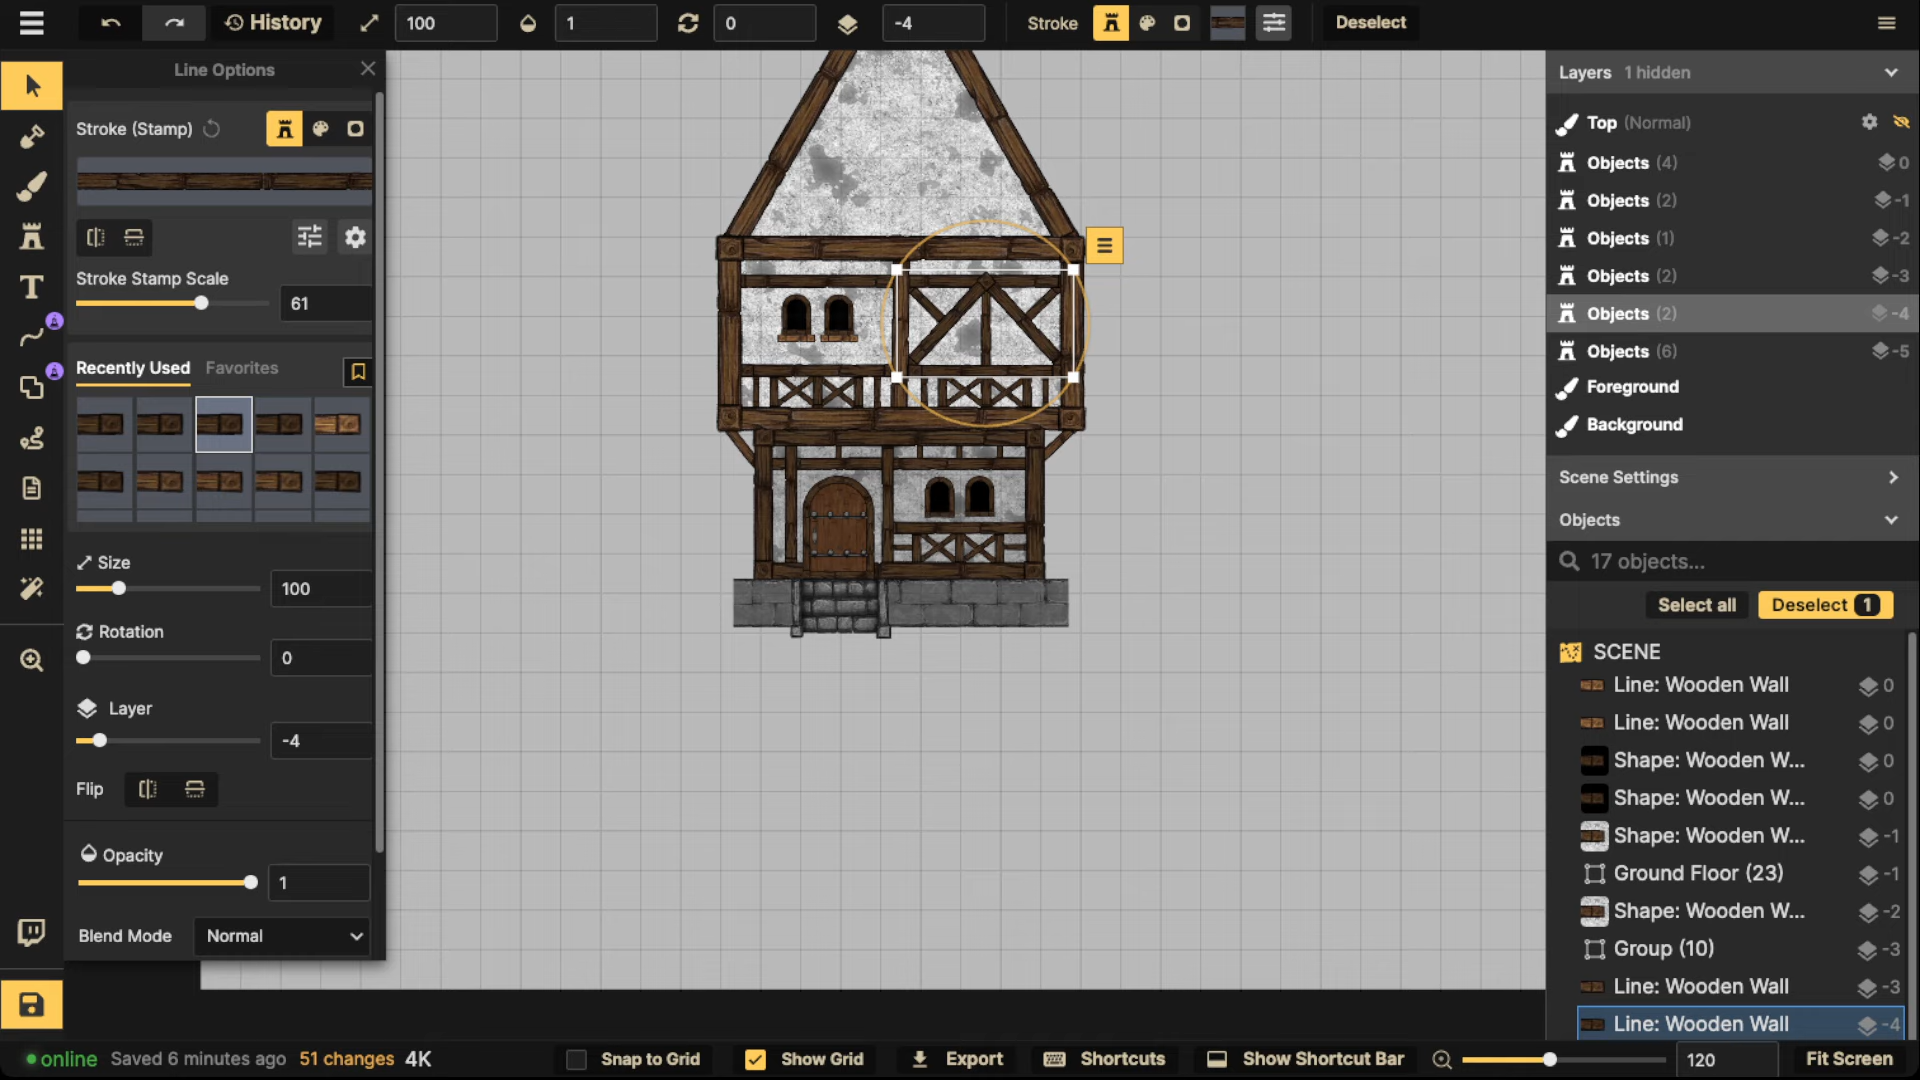 History
100
1
0
-4
Stroke
Deselect
Line Options
Stroke (Stamp)
Stroke Stamp Scale
61
Recently Used
Favorites
Size
100
Rotation
0
Layer
-4
Flip
Opacity
1
Blend Mode
Normal
Layers 1 hidden
Top (Normal)
Objects (4) 0
Objects (2) -1
Objects (1) -2
Objects (2) -3
Objects (2) -4
Objects (6) -5
Foreground
Background
Scene Settings
Objects
17 objects...
Select all
Deselect 1
SCENE
Line: Wooden Wall 0
Line: Wooden Wall 0
Shape: Wooden W... 0
Shape: Wooden W... 0
Shape: Wooden W... -1
Ground Floor (23) -1
Shape: Wooden W... -2
Group (10) -3
Line: Wooden Wall -3
Line: Wooden Wall -4
online Saved 6 minutes ago 51 changes 4K
Snap to Grid
Show Grid
Export
Shortcuts
Show Shortcut Bar
120
Fit Screen